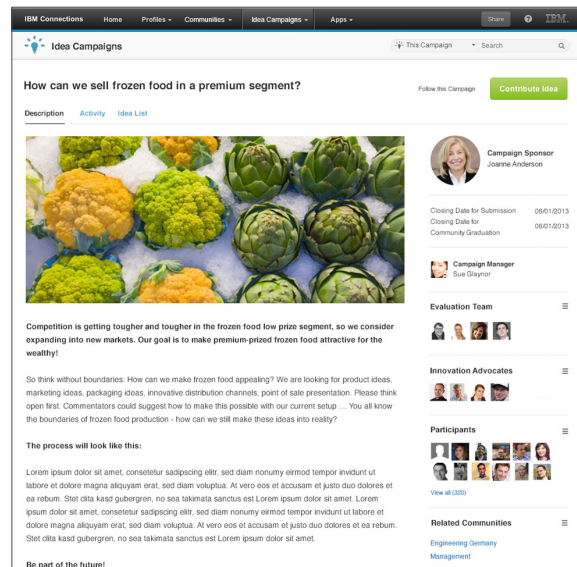 IBM Connections Home Profiles Communities Idea Campaigns Apps Share ? IBM.
Idea Campaigns This Campaign Search
How can we sell frozen food in a premium segment? Follow this Campaign Contribute Idea
Description Activity Idea List
Campaign Sponsor
Joanne Anderson
Closing Date for Submission 06/01/2013
Closing Date for
Community Graduation 06/01/2013
Campaign Manager
Sue Glaynor
Evaluation Team
Innovation Advocates
Participants
View all (320)
Related Communities
Engineering Germany
Management
Competition is getting tougher and tougher in the frozen food low prize segment, so we consider
expanding into new markets. Our goal is to make premium-prized frozen food attractive for the
wealthy!
So think without boundaries: How can we make frozen food appealing? We are looking for product ideas,
marketing ideas, packaging ideas, innovative distribution channels, point of sale presentation. Please think
open first. Commentators could suggest how to make this possible with our current setup ... You all know
the boundaries of frozen food production - how can we still make these ideas into reality?
The process will look like this:
Lorem ipsum dolor sit amet, consetetur sadipscing elitr, sed diam nonumy eirmod tempor invidunt ut
labore et dolore magna aliquyam erat, sed diam voluptua. At vero eos et accusam et justo duo dolores et
ea rebum. Stet clita kasd gubergren, no sea takimata sanctus est Lorem ipsum dolor sit amet. Lorem
ipsum dolor sit amet, consetetur sadipscing elitr, sed diam nonumy eirmod tempor invidunt ut labore et
dolore magna aliquyam erat, sed diam voluptua. At vero eos et accusam et justo duo dolores et ea rebum.
Stet clita kasd gubergren, no sea takimata sanctus est Lorem ipsum dolor sit amet.
Be part of the future!